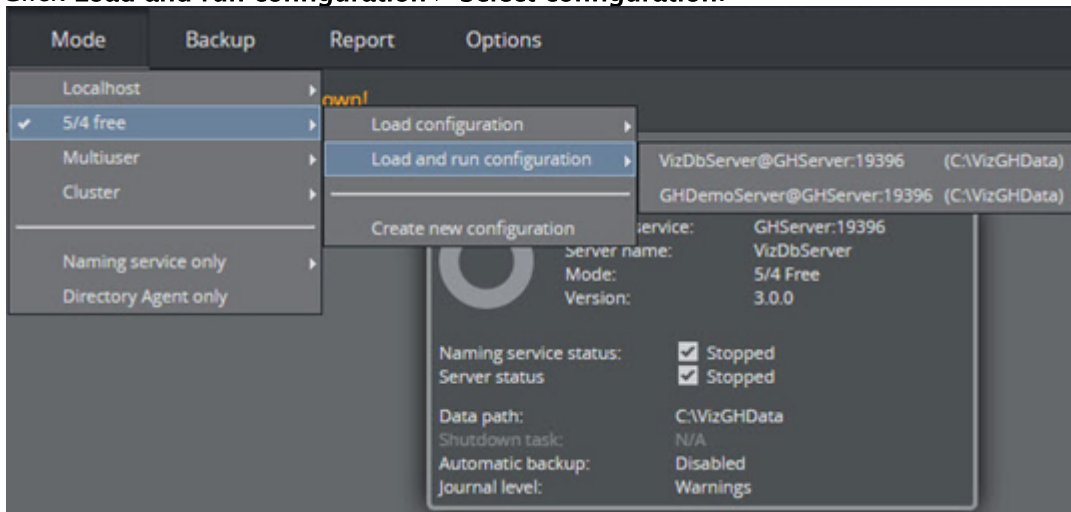 Click Load and run configuration > Select configuration.
Mode Backup Report Options
Localhost
own!
5/4 free
Load configuration
Multiuser
Load and run configuration
VizDbServer@GHServer:19396 (C:\VizGHData)
Cluster
GHDemoServer@GHServer:19396 (C:\VizGHData)
Create new configuration
service: GHServer:19396
Server name: VizDbServer
Naming service only
Mode: 5/4 Free
Directory Agent only
Version: 3.0.0
Naming service status: Stopped
Server status Stopped
Data path: C:\VizGHData
Shutdown task: N/A
Automatic backup: Disabled
Journal level: Warnings